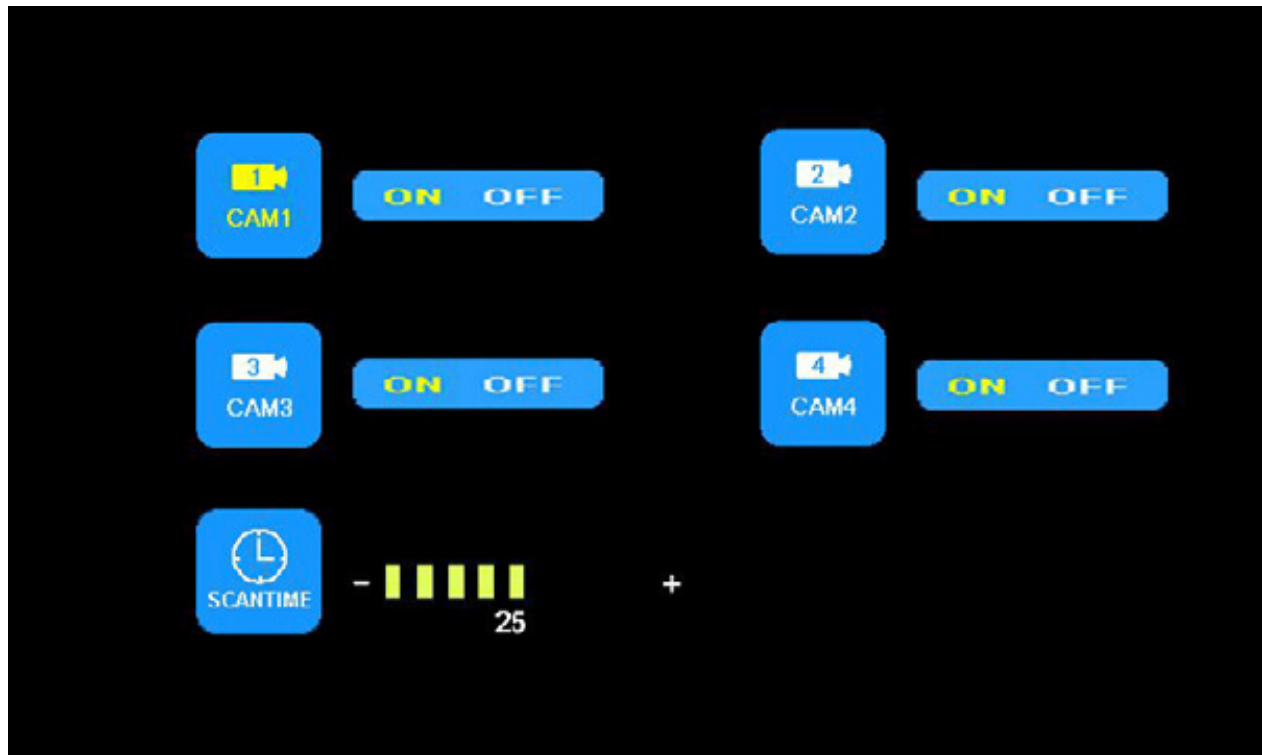 1
CAM1
ON OFF
2
CAM2
ON OFF
3
CAM3
ON OFF
4
CAM4
ON OFF
SCANTIME
- +
25